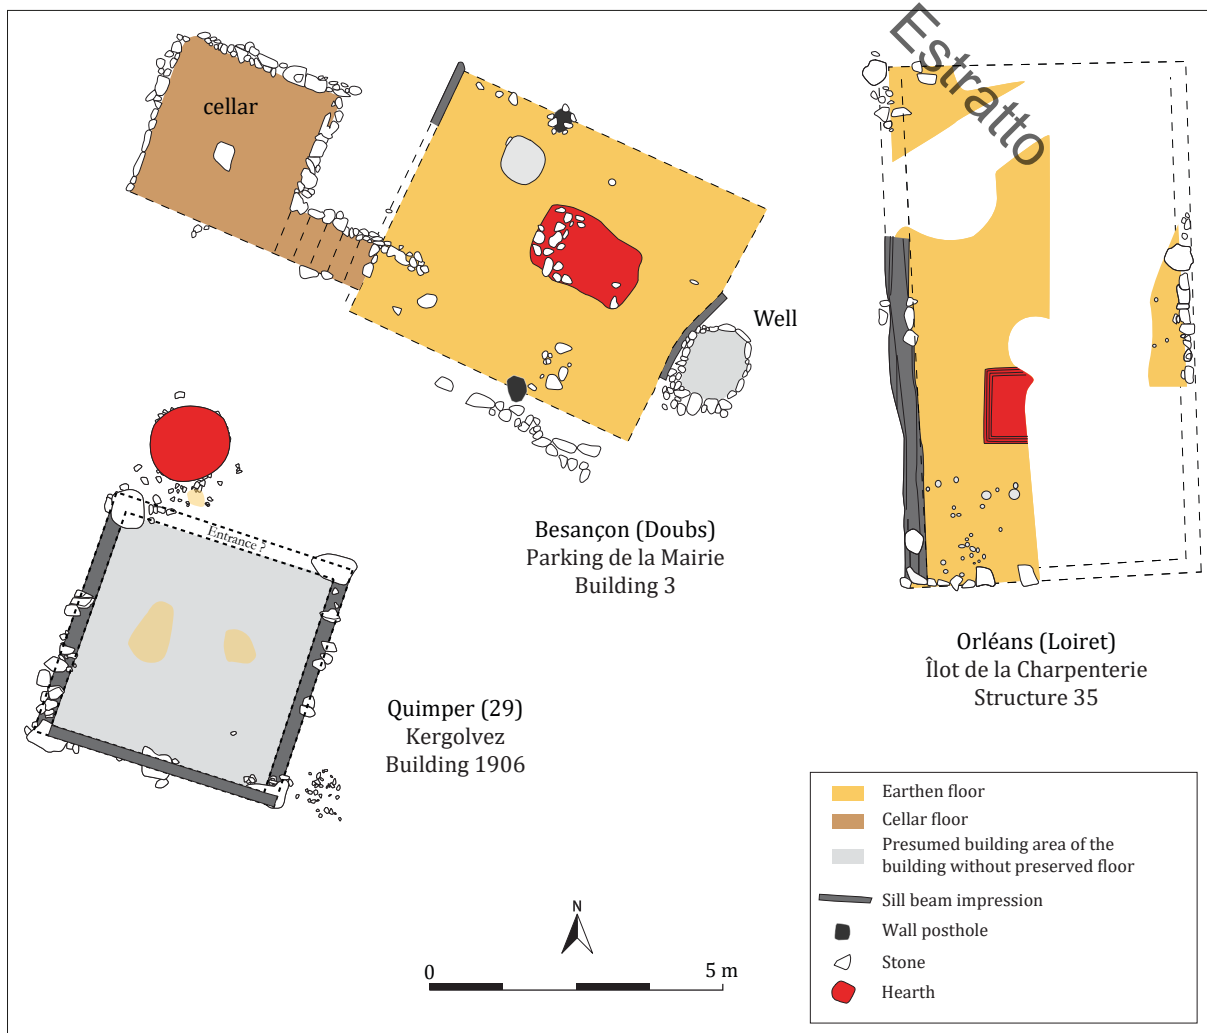 Estratto
cellar
Well
Entrance ?
Besançon (Doubs)
Parking de la Mairie
Building 3
Orléans (Loiret)
Îlot de la Charpenterie
Structure 35
Quimper (29)
Kergolvez
Building 1906
Earthen floor
Cellar floor
Presumed building area of the
building without preserved floor
Sill beam impression
Wall posthole
Stone
Hearth
N
0 5 m